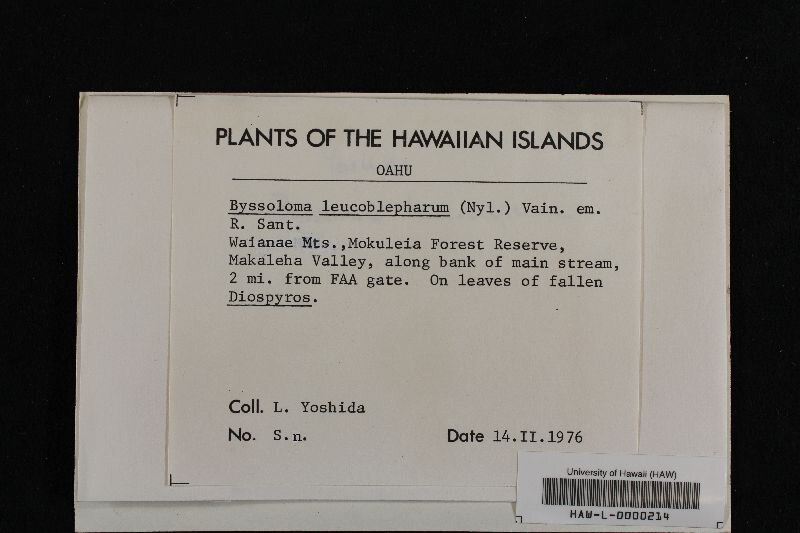 PLANTS OF THE HAWAIIAN ISLANDS
OAHU
Byssoloma leucoblepharum (Nyl.) Vain. em.
R. Sant.
Waianae Mts.,Mokuleia Forest Reserve,
Makaleha Valley, along bank of main stream,
2 mi. from FAA gate. On leaves of fallen
Diospyros.
Coll. L. Yoshida
No. S.n. Date 14.II.1976
University of Hawaii (HAW)
HAW-L-0000214